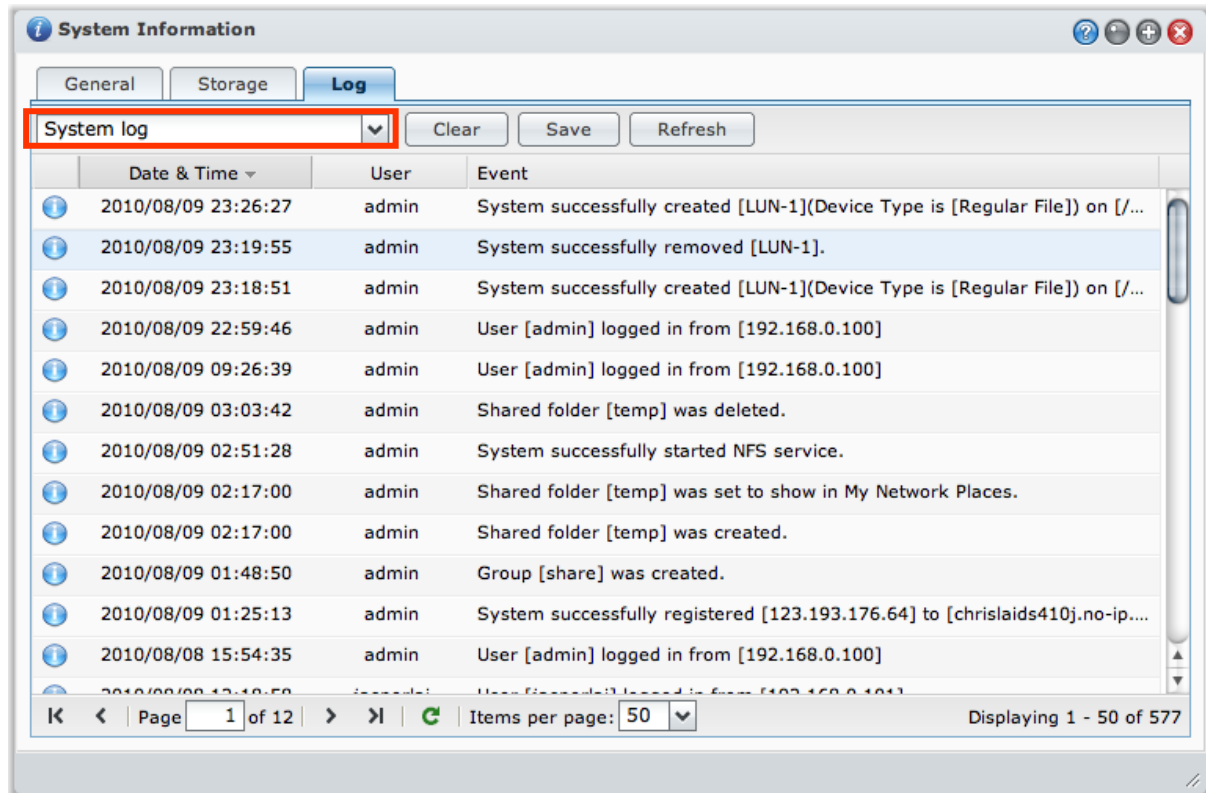 System Information
General Storage Log
System log Clear Save Refresh
Date & Time User Event
2010/08/09 23:26:27 admin System successfully created [LUN-1](Device Type is [Regular File]) on [/...
2010/08/09 23:19:55 admin System successfully removed [LUN-1].
2010/08/09 23:18:51 admin System successfully created [LUN-1](Device Type is [Regular File]) on [/...
2010/08/09 22:59:46 admin User [admin] logged in from [192.168.0.100]
2010/08/09 09:26:39 admin User [admin] logged in from [192.168.0.100]
2010/08/09 03:03:42 admin Shared folder [temp] was deleted.
2010/08/09 02:51:28 admin System successfully started NFS service.
2010/08/09 02:17:00 admin Shared folder [temp] was set to show in My Network Places.
2010/08/09 02:17:00 admin Shared folder [temp] was created.
2010/08/09 01:48:50 admin Group [share] was created.
2010/08/09 01:25:13 admin System successfully registered [123.193.176.64] to [chrislaids410j.no-ip....
2010/08/08 15:54:35 admin User [admin] logged in from [192.168.0.100]
logged in from
Page 1 of 12 Items per page: 50 Displaying 1 - 50 of 577